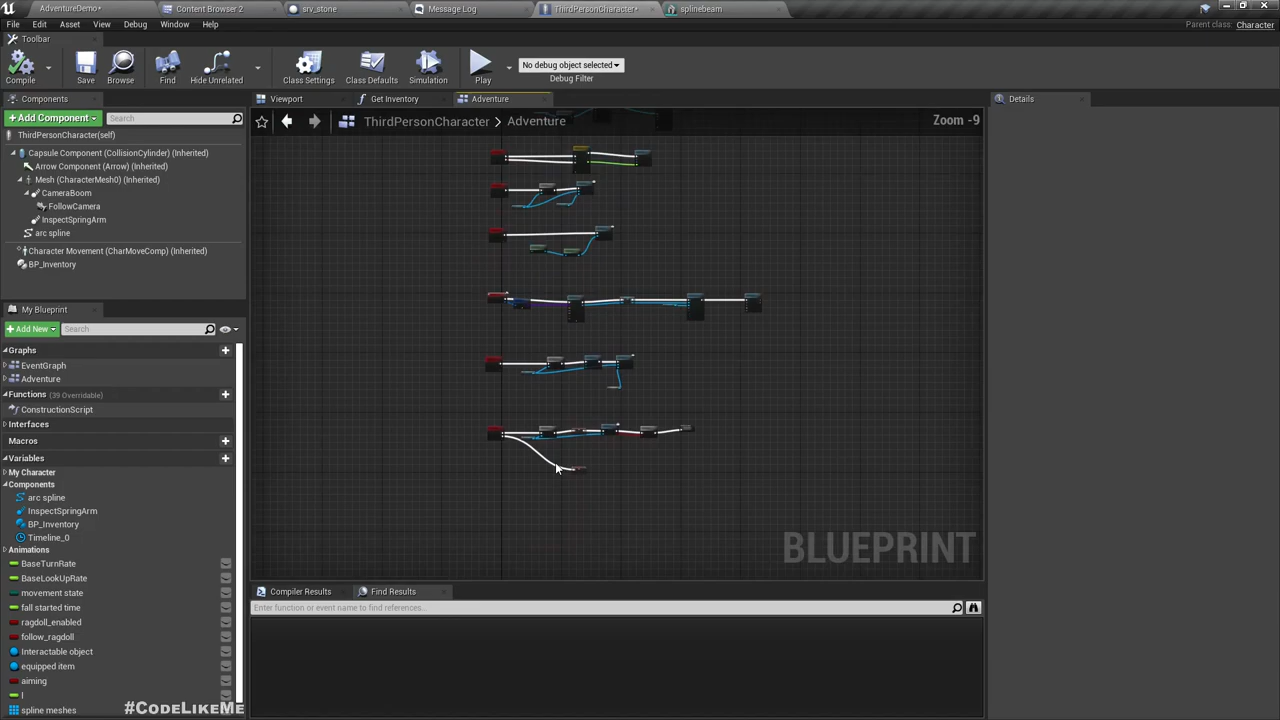 AdventureDemo*
Content Browser 2
srv_stone
Message Log
ThirdPersonCharacter*
splinebeam
File Edit Asset View Debug Window Help
Parent class: Character
Toolbar
Compile
Save
Browse
Find
Hide Unrelated
Class Settings
Class Defaults
Simulation
Play
No debug object selected
Debug Filter
Components
Viewport
Get Inventory
Adventure
Details
+ Add Component
Search
ThirdPersonCharacter > Adventure
Zoom -9
ThirdPersonCharacter(self)
Capsule Component (CollisionCylinder) (Inherited)
Arrow Component (Arrow) (Inherited)
Mesh (CharacterMesh0) (Inherited)
CameraBoom
FollowCamera
InspectSpringArm
arc spline
Character Movement (CharMoveComp) (Inherited)
BP_Inventory
My Blueprint
+ Add New
Search
Graphs
EventGraph
Adventure
Functions (39 Overridable)
ConstructionScript
Interfaces
Macros
Variables
My Character
Components
arc spline
InspectSpringArm
BP_Inventory
Timeline_0
Animations
BaseTurnRate
BaseLookUpRate
movement state
fall started time
ragdoll_enabled
follow_ragdoll
Interactable object
equipped item
aiming
l
spline meshes
BLUEPRINT
Compiler Results
Find Results
Enter function or event name to find references...
#CODELIKEME